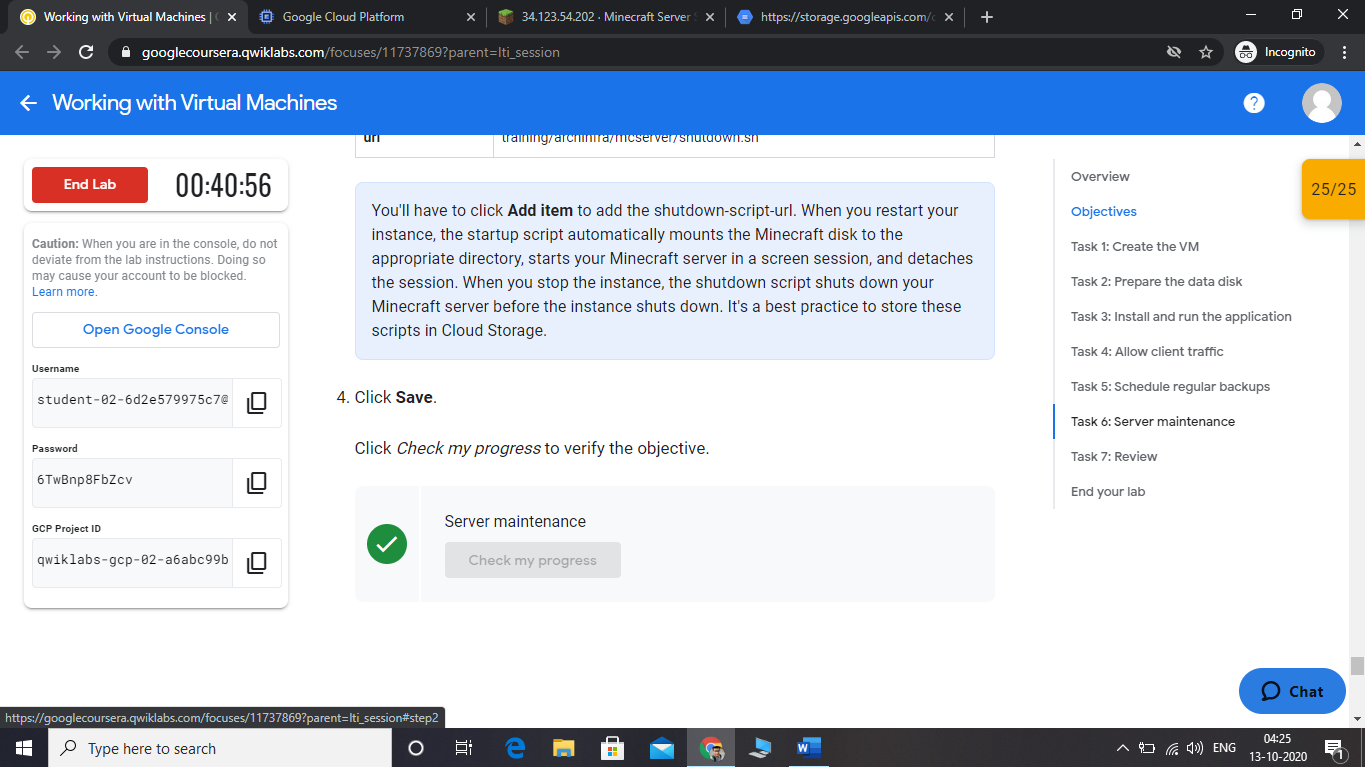 Working with Virtual Machines |
Google Cloud Platform
34.123.54.202 · Minecraft Server
https://storage.googleapis.com/
googlecoursera.qwiklabs.com/focuses/11737869?parent=lti_session
Incognito
Working with Virtual Machines
url training/archinfra/mcserver/shutdown.sh
End Lab
00:40:56
Caution: When you are in the console, do not
deviate from the lab instructions. Doing so
may cause your account to be blocked.
Learn more.
Open Google Console
Username
student-02-6d2e579975c7@
Password
6TwBnp8FbZcv
GCP Project ID
qwiklabs-gcp-02-a6abc99b
You'll have to click Add item to add the shutdown-script-url. When you restart your
instance, the startup script automatically mounts the Minecraft disk to the
appropriate directory, starts your Minecraft server in a screen session, and detaches
the session. When you stop the instance, the shutdown script shuts down your
Minecraft server before the instance shuts down. It's a best practice to store these
scripts in Cloud Storage.
4. Click Save.
Click Check my progress to verify the objective.
Server maintenance
Check my progress
Overview
Objectives
Task 1: Create the VM
Task 2: Prepare the data disk
Task 3: Install and run the application
Task 4: Allow client traffic
Task 5: Schedule regular backups
Task 6: Server maintenance
Task 7: Review
End your lab
25/25
Chat
https://googlecoursera.qwiklabs.com/focuses/11737869?parent=lti_session#step2
Type here to search
ENG
04:25
13-10-2020
1